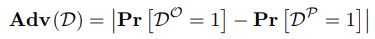 Adv(𝒟) = |Pr [𝒟^𝒪 = 1] − Pr [𝒟^𝒫 = 1]|